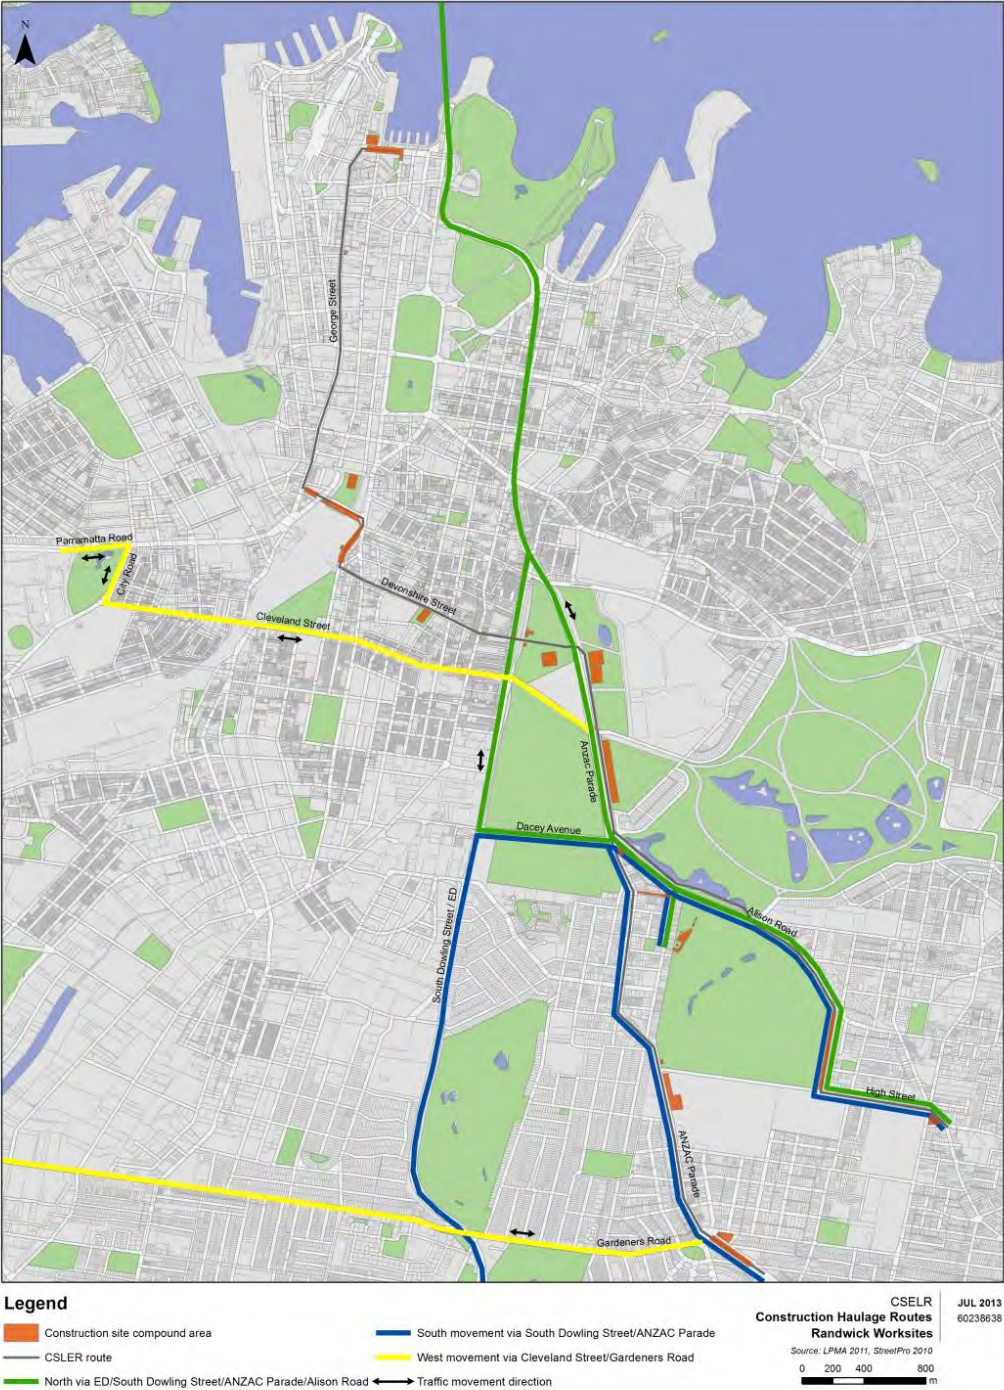 N
George Street
Parramatta Road
City Road
Devonshire Street
Cleveland Street
Anzac Parade
Dacey Avenue
Alison Road
South Dowling Street / ED
High Street
ANZAC Parade
Gardeners Road
Legend
Construction site compound area
CSLER route
North via ED/South Dowling Street/ANZAC Parade/Alison Road
South movement via South Dowling Street/ANZAC Parade
West movement via Cleveland Street/Gardeners Road
Traffic movement direction
CSELR
Construction Haulage Routes
Randwick Worksites
Source: LPMA 2011, StreetPro 2010
0 200 400 800
m
JUL 2013
60238638